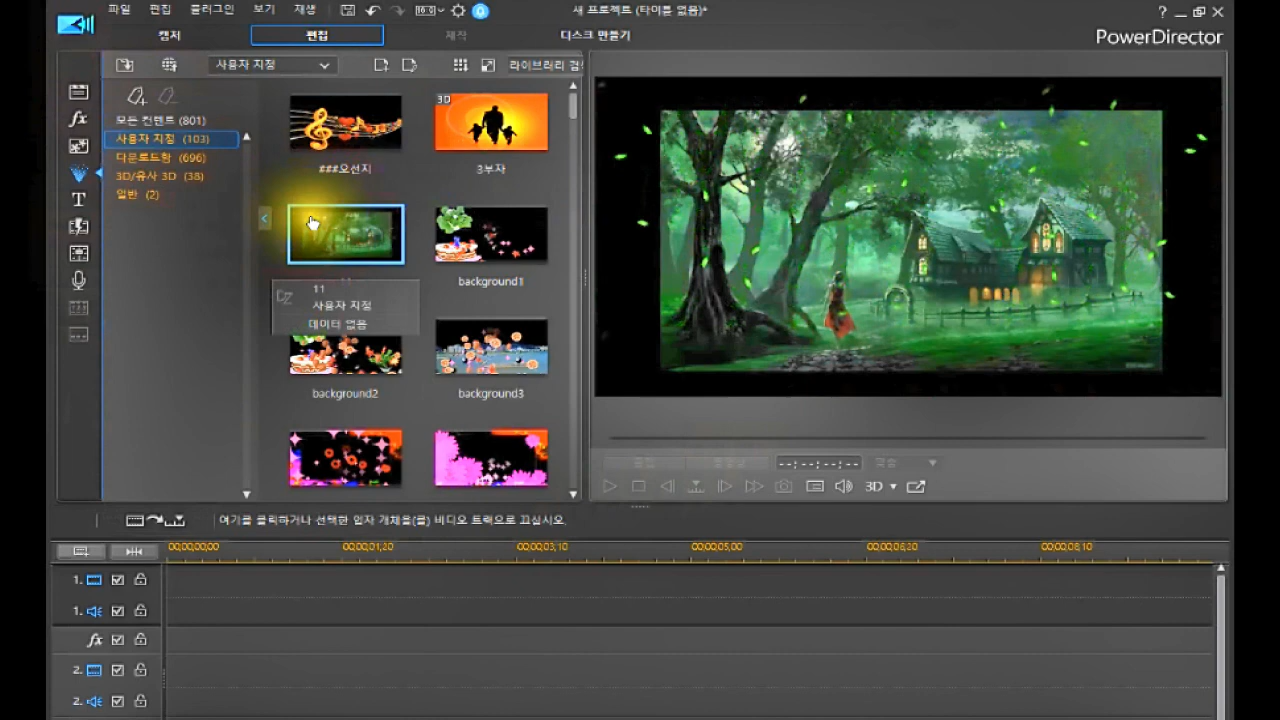 파일 편집 플러그인 보기 재생
새 프로젝트 (타이틀 없음)*
캡처 편집 제작 디스크 만들기
PowerDirector
사용자 지정
라이브러리 검
모든 컨텐트 (801)
사용자 지정 (103)
다운로드함 (696)
3D/유사 3D (38)
일반 (2)
3D
###오선지 3부자
background1
11
사용자 지정
데이터 없음
background2 background3
--;--;--;--
3D
여기를 클릭하거나 선택한 입자 개체을(를) 비디오 트랙으로 끄십시오.
00;00;00;00 00;00;01;20 00;00;03;10 00;00;05;00 00;00;06;20 00;00;08;10
1.
1.
fx
2.
2.